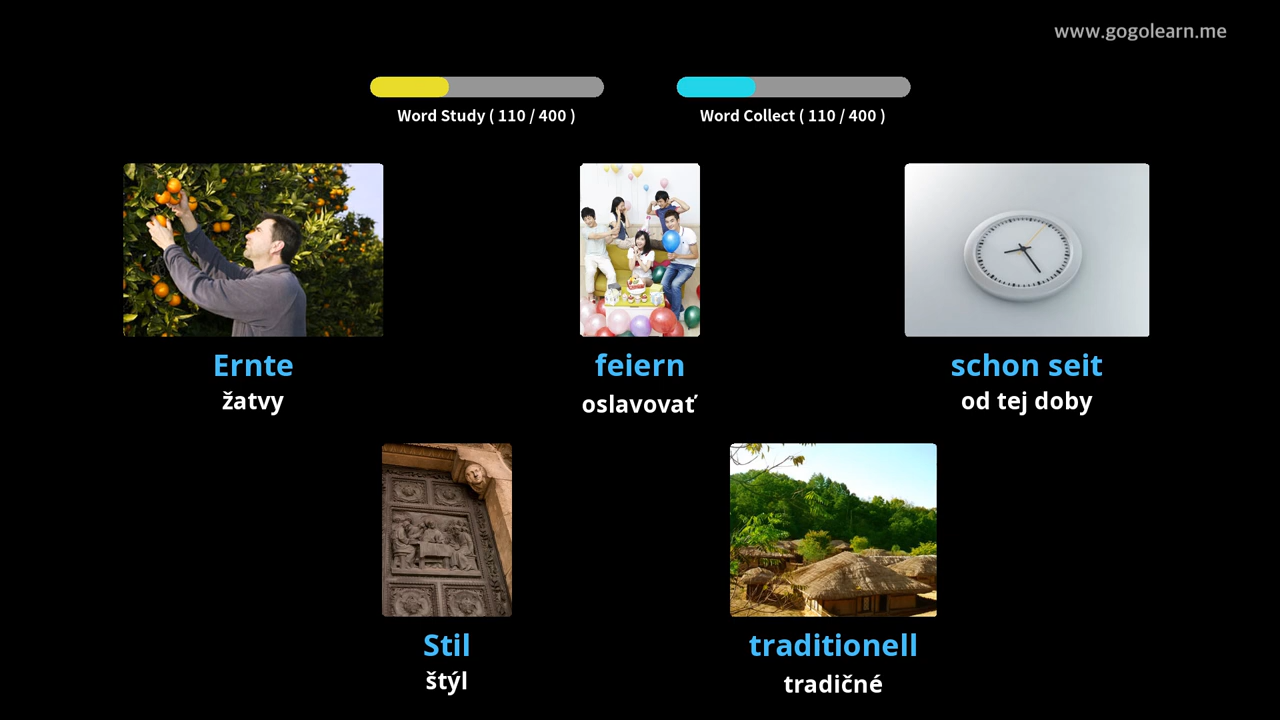 www.gogolearn.me
Word Study ( 110 / 400 )
Word Collect ( 110 / 400 )
Ernte
žatvy
feiern
oslavovať
schon seit
od tej doby
Stil
štýl
traditionell
tradičné